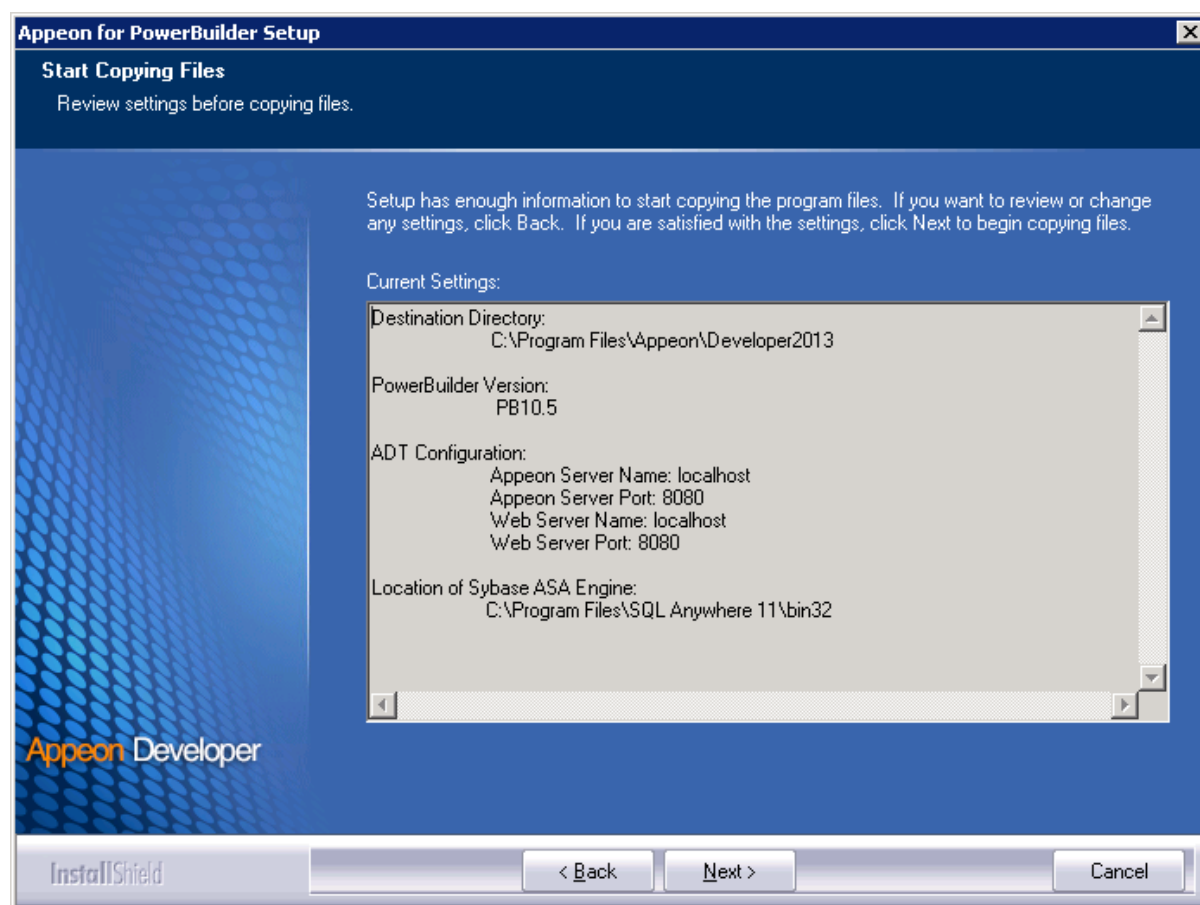 Appeon for PowerBuilder Setup
Start Copying Files
Review settings before copying files.
Setup has enough information to start copying the program files.  If you want to review or change
any settings, click Back.  If you are satisfied with the settings, click Next to begin copying files.
Current Settings:
Destination Directory:
C:\Program Files\Appeon\Developer2013
PowerBuilder Version:
PB10.5
ADT Configuration:
Appeon Server Name: localhost
Appeon Server Port: 8080
Web Server Name: localhost
Web Server Port: 8080
Location of Sybase ASA Engine:
C:\Program Files\SQL Anywhere 11\bin32
Appeon Developer
InstallShield
< Back
Next >
Cancel